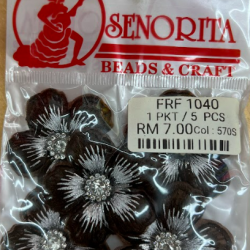 SENORITA
BEADS & CRAFT
FRF 1040
1 PKT / 5 PCS
RM 7.00 Col : 570S